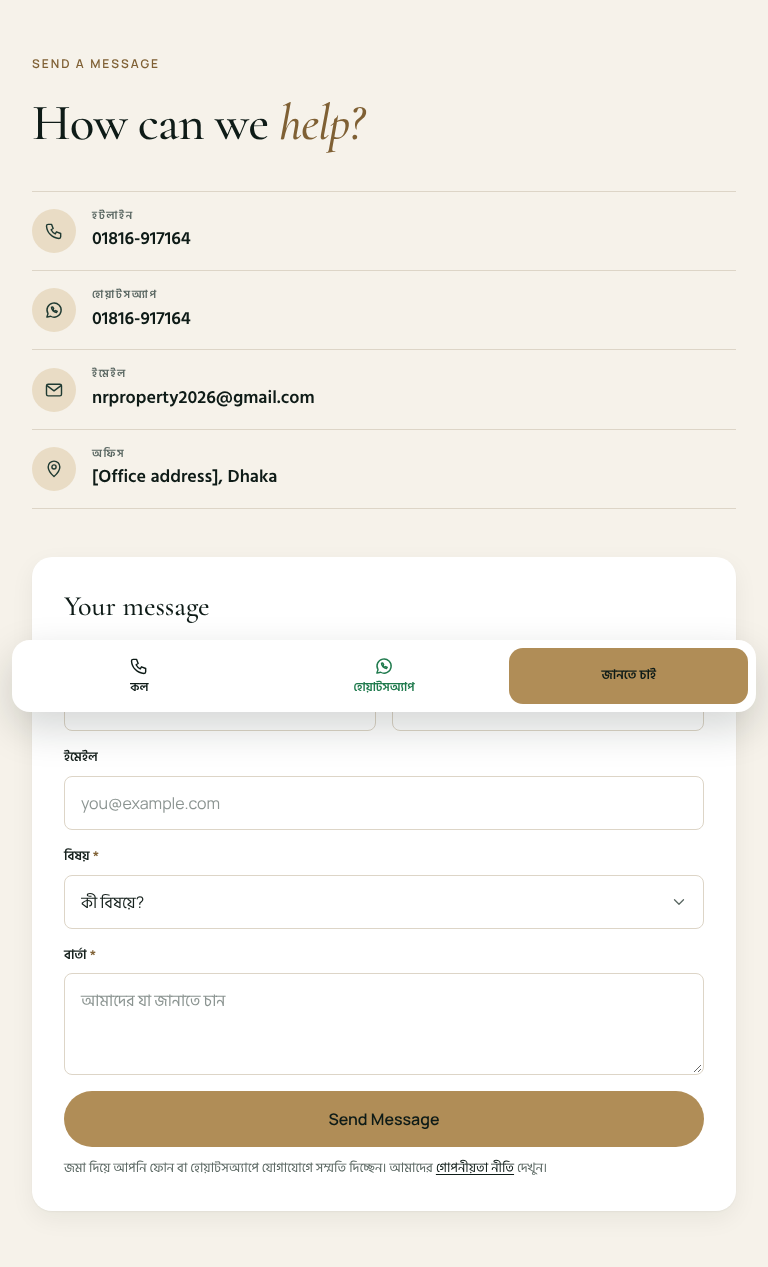 SEND A MESSAGE
How can we help?
হটলাইন
01816-917164
হোয়াটসঅ্যাপ
01816-917164
ইমেইল
nrproperty2026@gmail.com
অফিস
[Office address], Dhaka
Your message
কল
হোয়াটসঅ্যাপ
জানতে চাই
ইমেইল
you@example.com
বিষয় *
কী বিষয়ে?
বার্তা *
আমাদের যা জানাতে চান
Send Message
জমা দিয়ে আপনি ফোন বা হোয়াটসঅ্যাপে যোগাযোগে সম্মতি দিচ্ছেন। আমাদের গোপনীয়তা নীতি দেখুন।